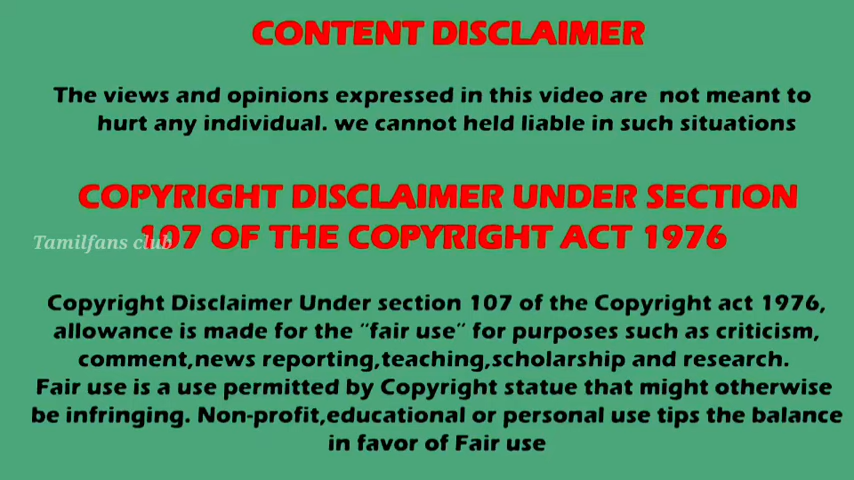 CONTENT DISCLAIMER
The views and opinions expressed in this video are not meant to
hurt any individual. we cannot held liable in such situations
COPYRIGHT DISCLAIMER UNDER SECTION
107 OF THE COPYRIGHT ACT 1976
Tamilfans club
Copyright Disclaimer Under section 107 of the Copyright act 1976,
allowance is made for the "fair use" for purposes such as criticism,
comment,news reporting,teaching,scholarship and research.
Fair use is a use permitted by Copyright statue that might otherwise
be infringing. Non-profit,educational or personal use tips the balance
in favor of Fair use